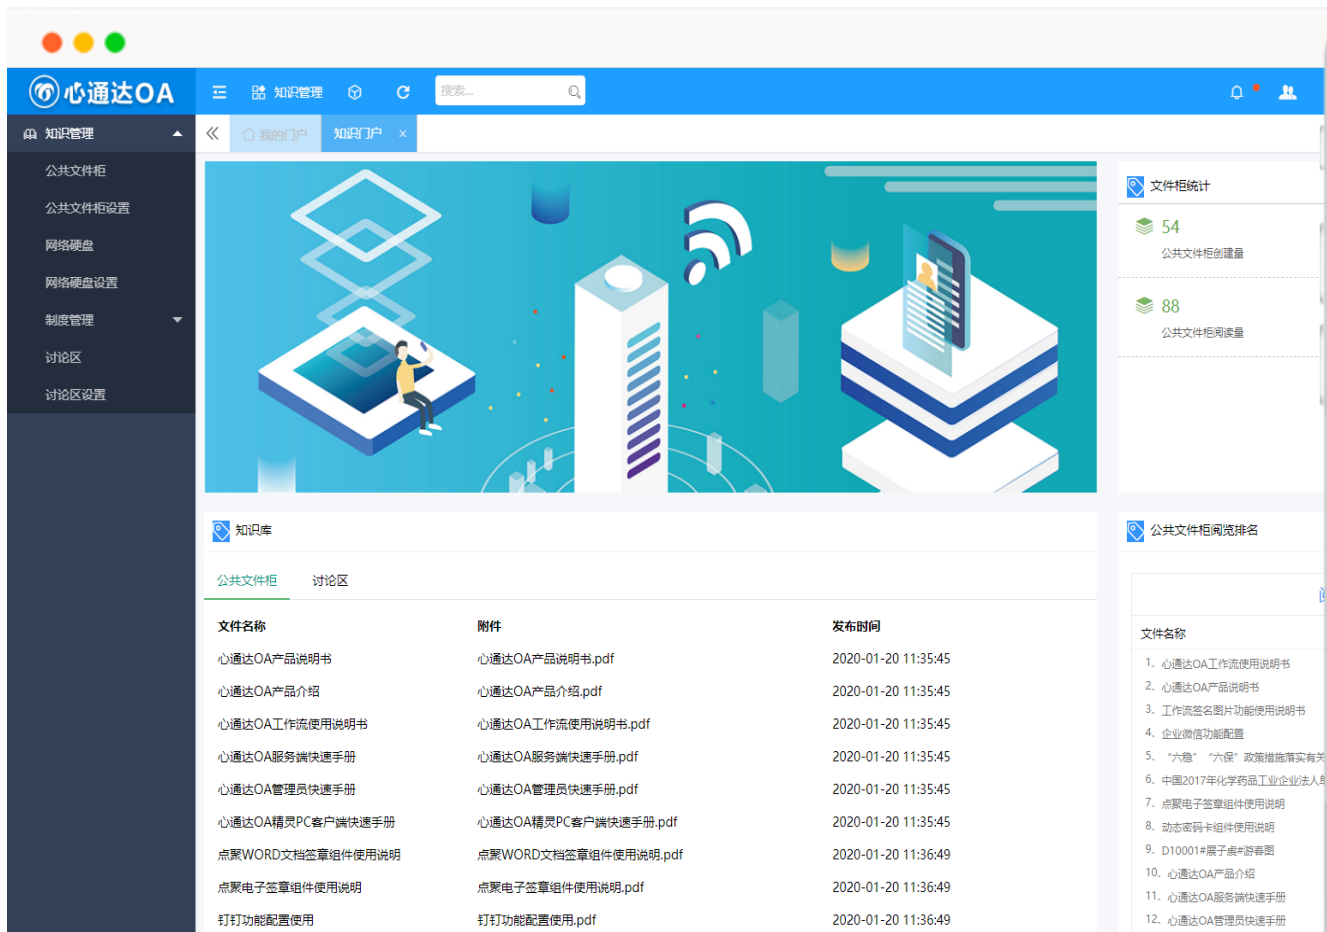 心通达OA
知识管理
搜索...
知识管理
我的门户
知识门户
公共文件柜
公共文件柜设置
网络硬盘
网络硬盘设置
制度管理
讨论区
讨论区设置
文件柜统计
54
公共文件柜创建量
88
公共文件柜阅读量
知识库
公共文件柜 讨论区
文件名称 附件 发布时间
心通达OA产品说明书 心通达OA产品说明书.pdf 2020-01-20 11:35:45
心通达OA产品介绍 心通达OA产品介绍.pdf 2020-01-20 11:35:45
心通达OA工作流使用说明书 心通达OA工作流使用说明书.pdf 2020-01-20 11:35:45
心通达OA服务端快速手册 心通达OA服务端快速手册.pdf 2020-01-20 11:35:45
心通达OA管理员快速手册 心通达OA管理员快速手册.pdf 2020-01-20 11:35:45
心通达OA精灵PC客户端快速手册 心通达OA精灵PC客户端快速手册.pdf 2020-01-20 11:35:45
点聚WORD文档签章组件使用说明 点聚WORD文档签章组件使用说明.pdf 2020-01-20 11:36:49
点聚电子签章组件使用说明 点聚电子签章组件使用说明.pdf 2020-01-20 11:36:49
钉钉功能配置使用 钉钉功能配置使用.pdf 2020-01-20 11:36:49
公共文件柜阅览排名
文件名称
1、心通达OA工作流使用说明书
2、心通达OA产品说明书
3、工作流签名图片功能使用说明书
4、企业微信功能配置
5、“六稳”“六保”政策措施落实有关
6、中国2017年化学药品工业企业法人单
7、点聚电子签章组件使用说明
8、动态密码卡组件使用说明
9、D10001#展子虔#游春图
10、心通达OA产品介绍
11、心通达OA服务端快速手册
12、心通达OA管理员快速手册